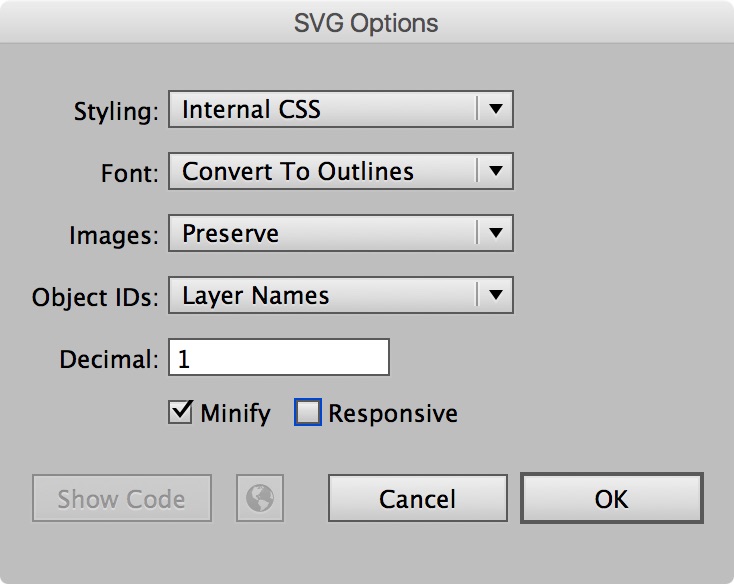 SVG Options
Styling: Internal CSS
Font: Convert To Outlines
Images: Preserve
Object IDs: Layer Names
Decimal: 1
Minify Responsive
Show Code Cancel OK